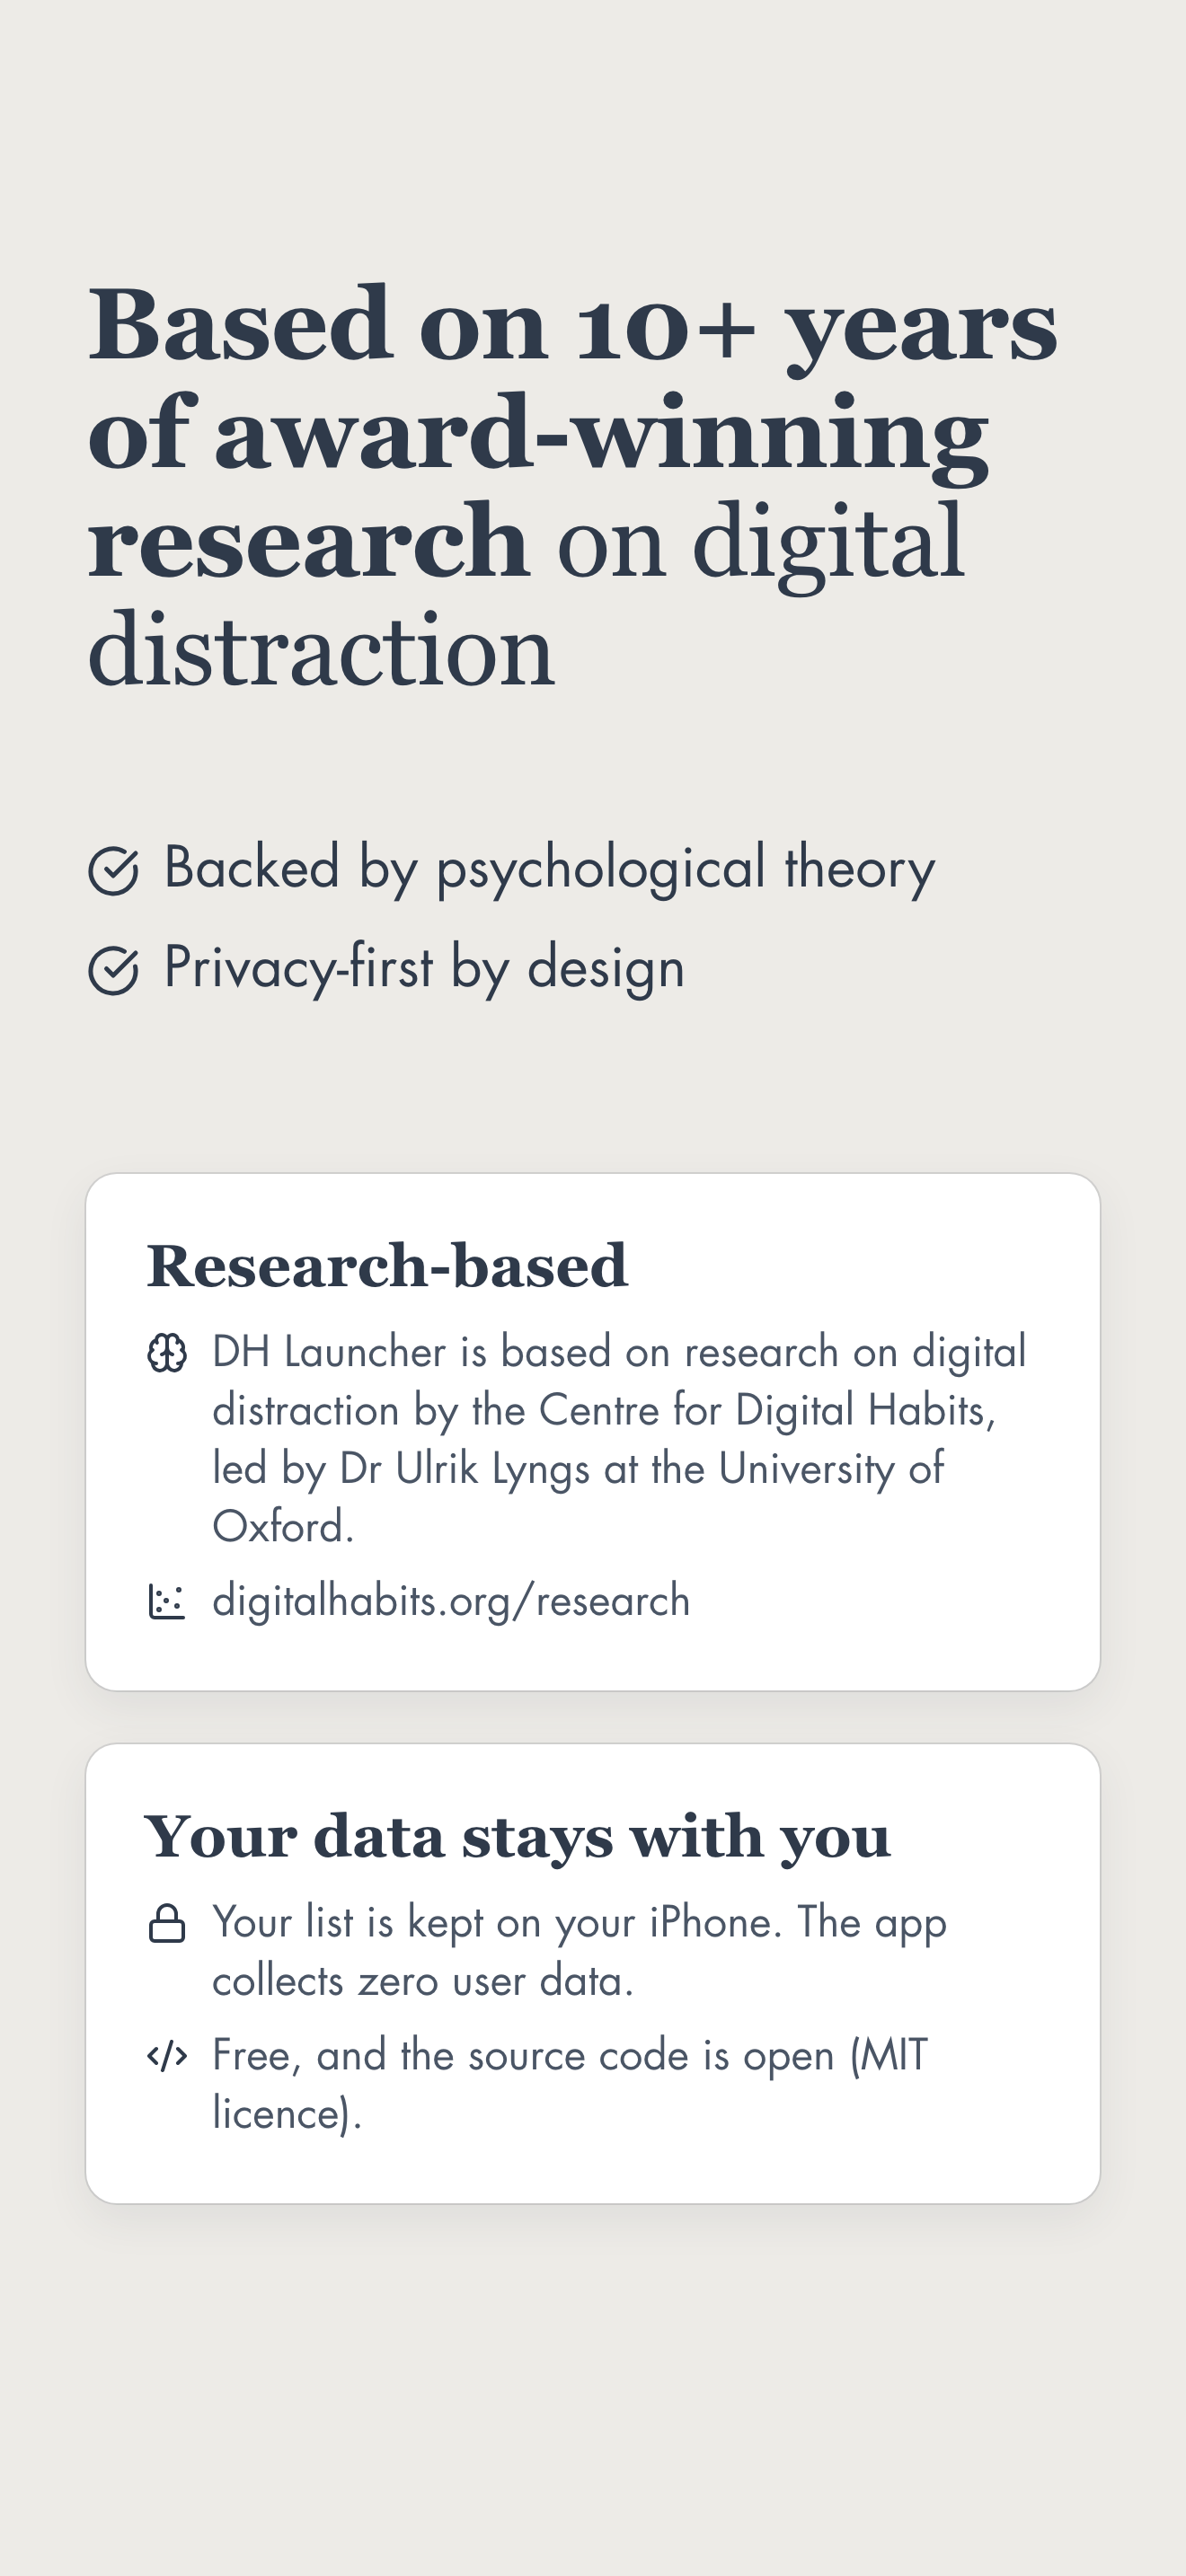 Based on 10+ years
of award-winning
research on digital
distraction
Backed by psychological theory
Privacy-first by design
Research-based
DH Launcher is based on research on digital
distraction by the Centre for Digital Habits,
led by Dr Ulrik Lyngs at the University of
Oxford.
digitalhabits.org/research
Your data stays with you
Your list is kept on your iPhone. The app
collects zero user data.
Free, and the source code is open (MIT
licence).